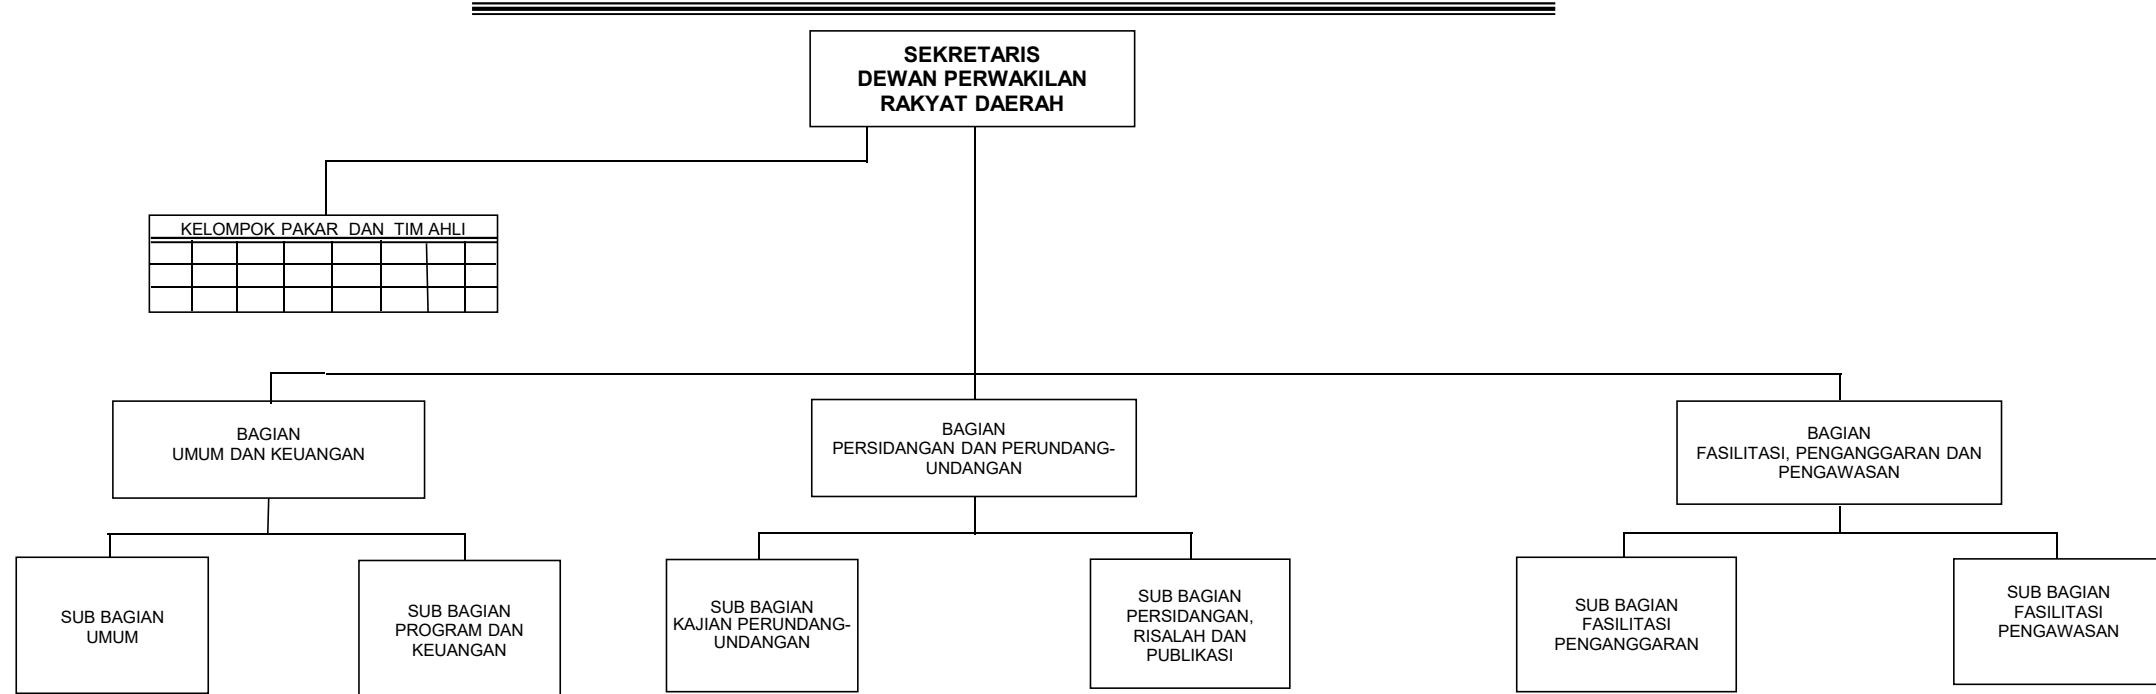 SEKRETARIS
DEWAN PERWAKILAN
RAKYAT DAERAH
KELOMPOK PAKAR DAN TIM AHLI
BAGIAN
UMUM DAN KEUANGAN
BAGIAN
PERSIDANGAN DAN PERUNDANG-
UNDANGAN
BAGIAN
FASILITASI, PENGANGGARAN DAN
PENGAWASAN
SUB BAGIAN
UMUM
SUB BAGIAN
PROGRAM DAN
KEUANGAN
SUB BAGIAN
KAJIAN PERUNDANG-
UNDANGAN
SUB BAGIAN
PERSIDANGAN,
RISALAH DAN
PUBLIKASI
SUB BAGIAN
FASILITASI
PENGANGGARAN
SUB BAGIAN
FASILITASI
PENGAWASAN